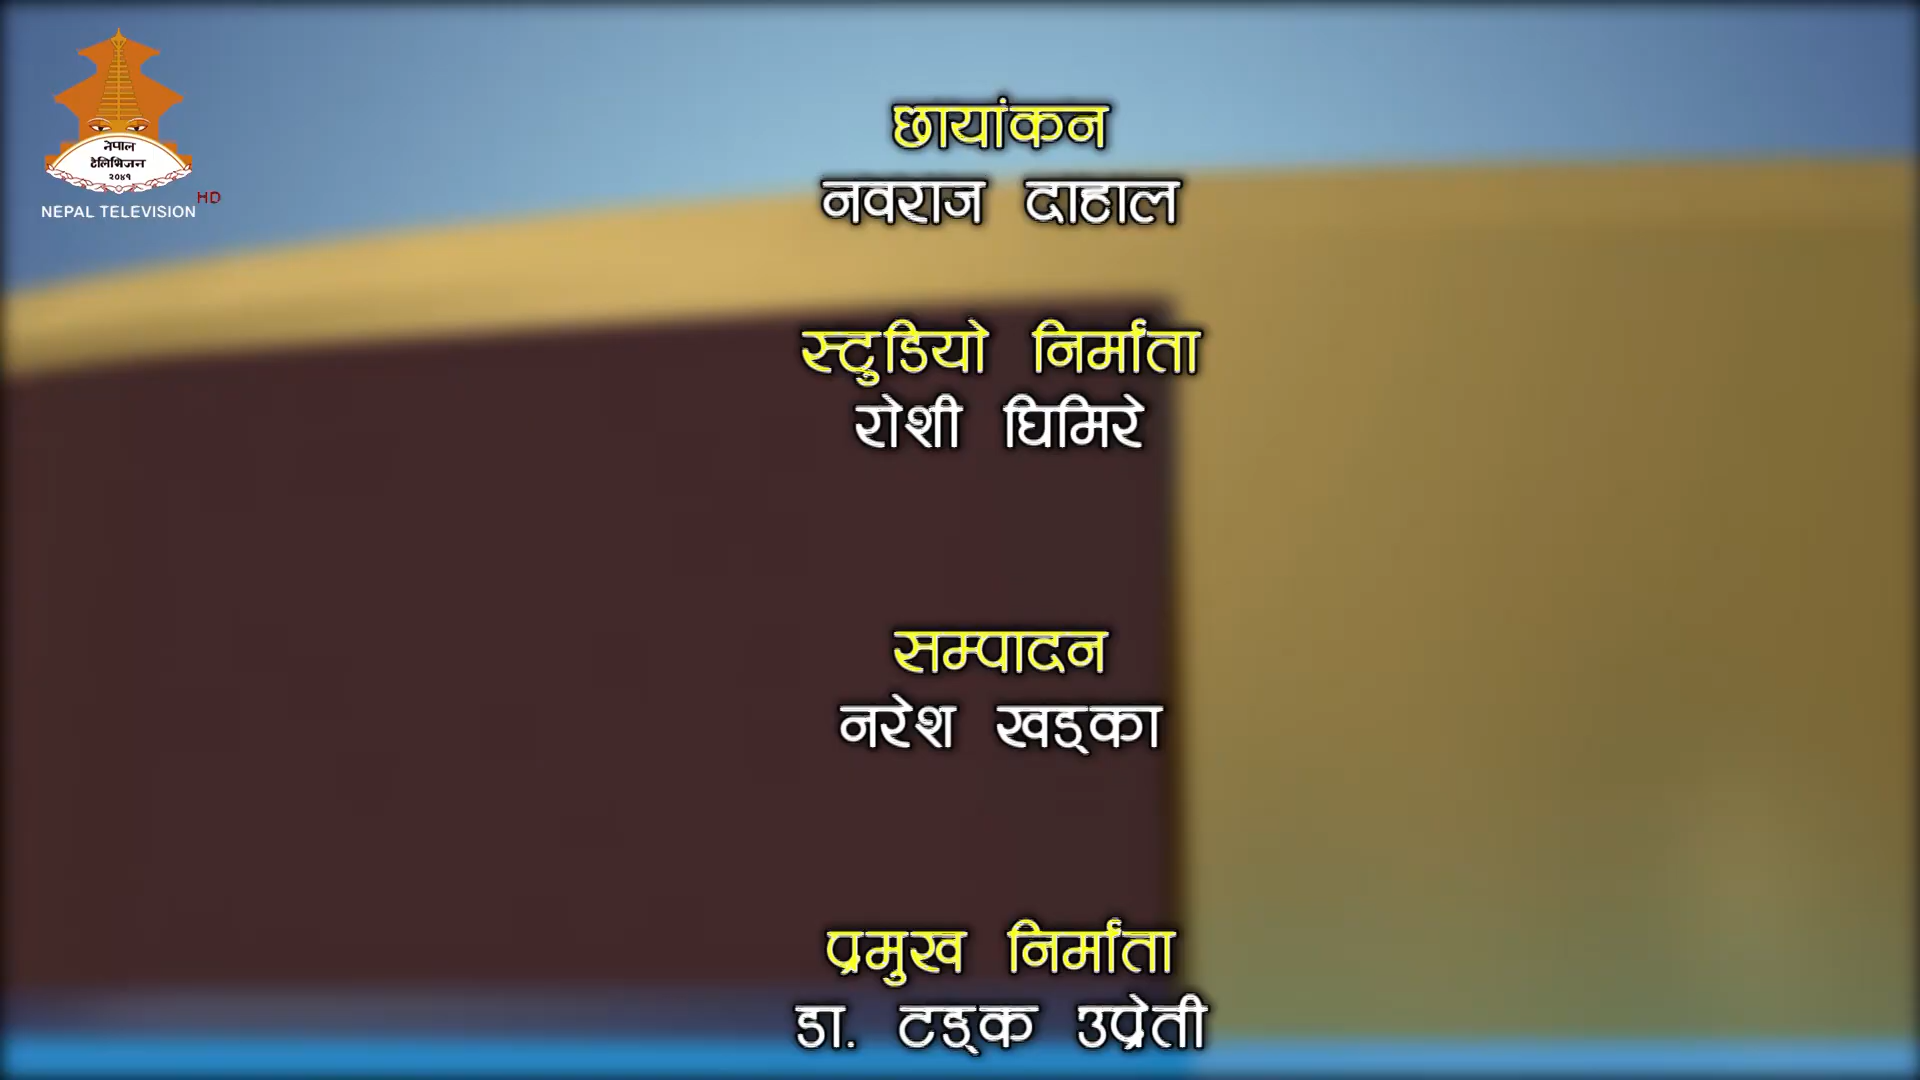 नेपाल
टेलिभिजन
२०४१
HD
NEPAL TELEVISION
छायांकन
नवराज दाहाल
स्टुडियो निर्माता
रोशी घिमिरे
सम्पादन
नरेश खड्का
प्रमुख निर्माता
डा. टङ्क उप्रेती